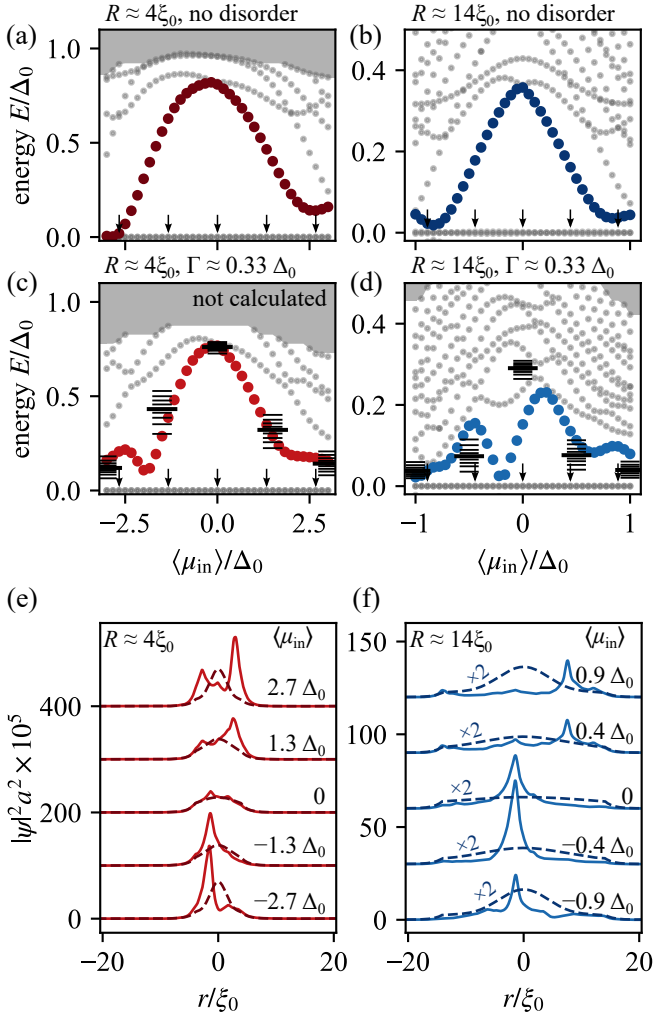 R ≈ 4ξ₀, no disorder
R ≈ 14ξ₀, no disorder
(a)
(b)
1.0
0.5
0.0
energy E/Δ₀
0.4
0.2
0.0
R ≈ 4ξ₀, Γ ≈ 0.33 Δ₀
R ≈ 14ξ₀, Γ ≈ 0.33 Δ₀
(c)
(d)
not calculated
1.0
0.5
0.0
energy E/Δ₀
0.4
0.2
0.0
−2.5
0.0
2.5
−1
0
1
⟨μ_in⟩/Δ₀
⟨μ_in⟩/Δ₀
(e)
(f)
R ≈ 4ξ₀
⟨μ_in⟩
2.7 Δ₀
1.3 Δ₀
0
−1.3 Δ₀
−2.7 Δ₀
400
200
0
|ψ|²a² × 10⁵
−20
0
20
r/ξ₀
R ≈ 14ξ₀
⟨μ_in⟩
×2
0.9 Δ₀
×2
0.4 Δ₀
×2
0
×2
−0.4 Δ₀
×2
−0.9 Δ₀
150
100
50
0
−20
0
20
r/ξ₀